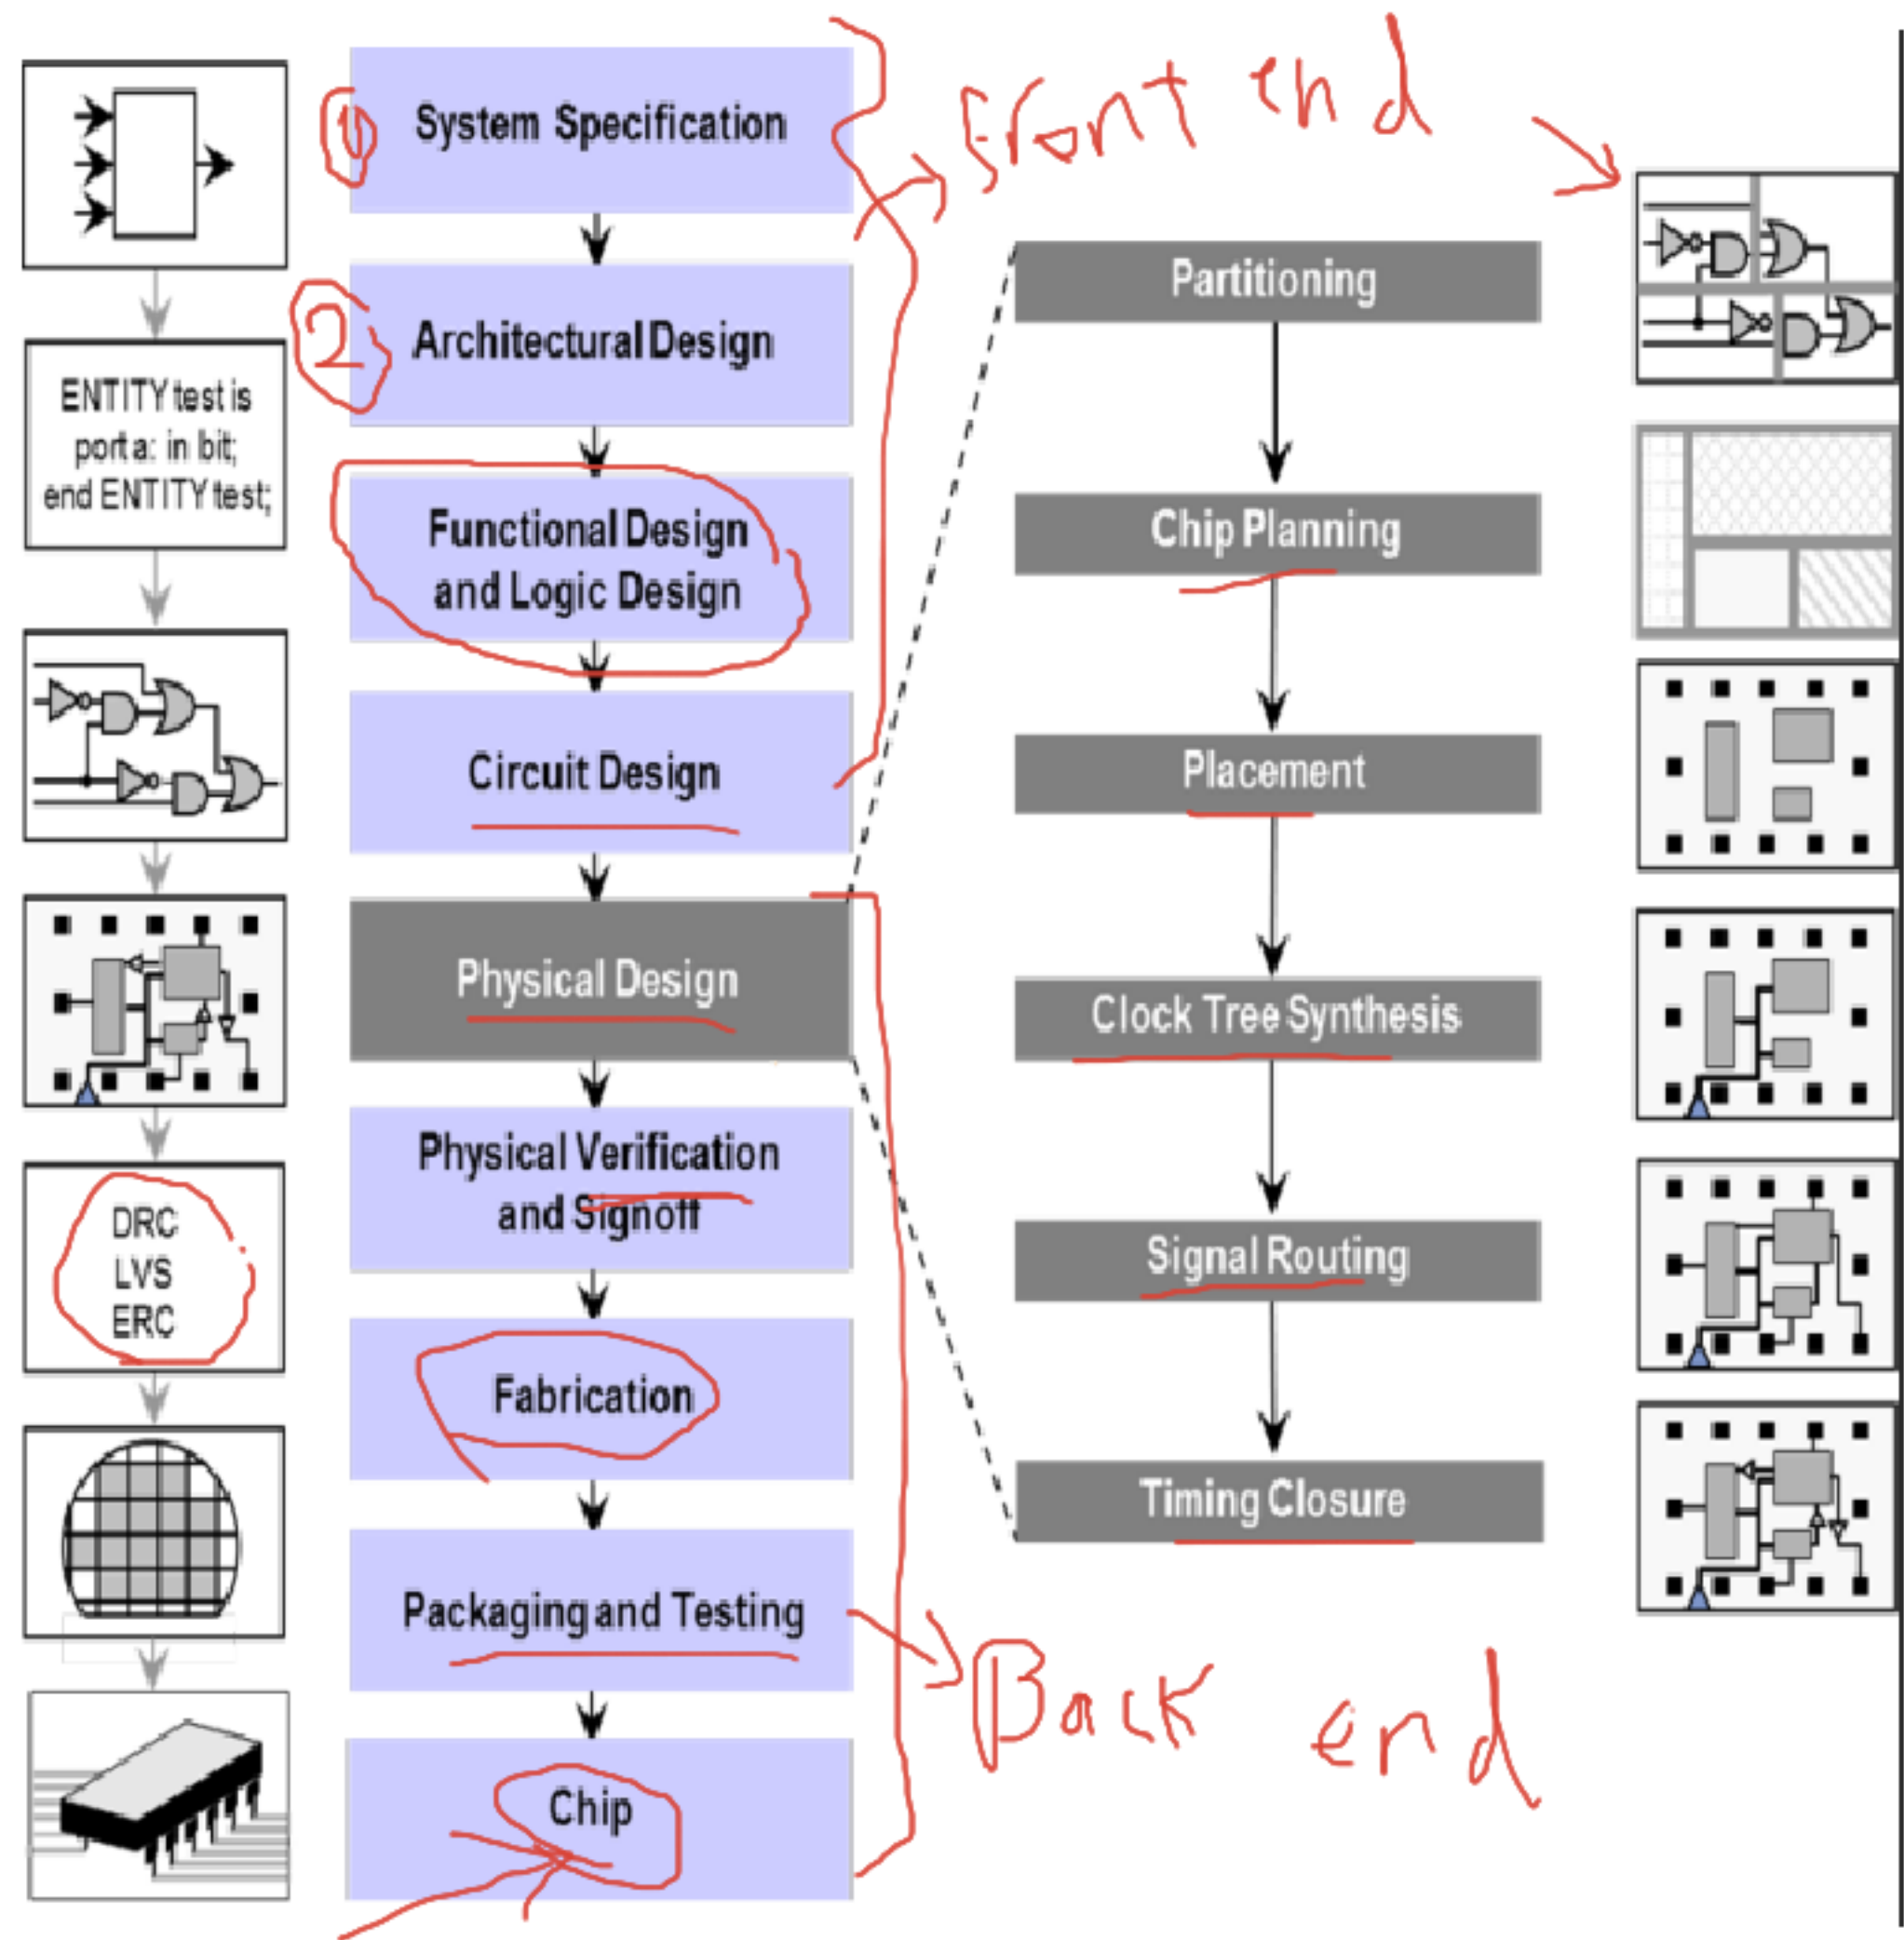 1
System Specification
Front end
2
Architectural Design
ENTITY test is
port a: in bit;
end ENTITY test;
Functional Design
and Logic Design
Circuit Design
Physical Design
Physical Verification
and Signoff
DRC
LVS
ERC
Fabrication
Packaging and Testing
Back end
Chip
Partitioning
Chip Planning
Placement
Clock Tree Synthesis
Signal Routing
Timing Closure